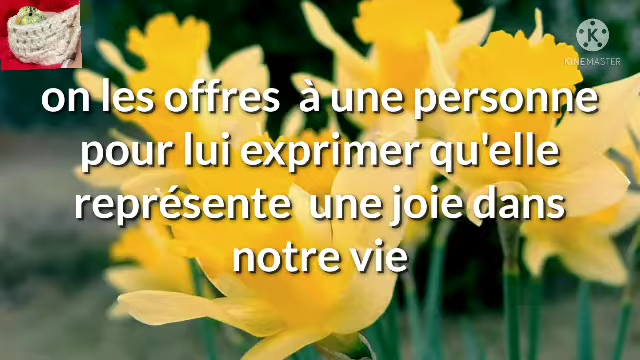 KINEMASTER
on les offres à une personne
pour lui exprimer qu'elle
représente une joie dans
notre vie